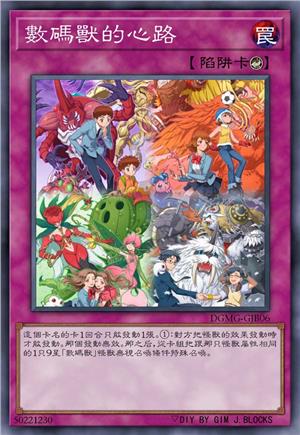 數碼獸的心路
【陷阱卡】
罠
DGMG-GJB06
這個卡名的卡1回合只能發動1張。①:對方把怪獸的效果發動時
才能發動。那個發動無效。那之後,從卡組把跟那只怪獸屬性相同
的1只9星「數碼獸」怪獸無視召喚條件特殊召喚。
S0221230
DIY BY GIM J.BLOCKS